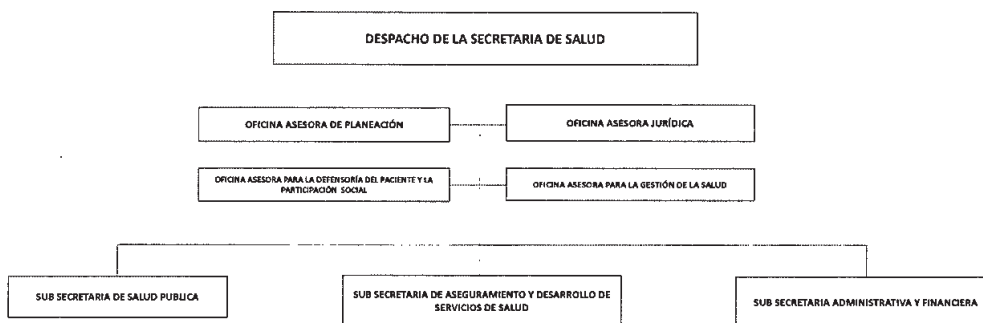 DESPACHO DE LA SECRETARIA DE SALUD
OFICINA ASESORA DE PLANEACIÓN
OFICINA ASESORA JURÍDICA
OFICINA ASESORA PARA LA DEFENSORÍA DEL PACIENTE Y LA
PARTICIPACIÓN SOCIAL
OFICINA ASESORA PARA LA GESTIÓN DE LA SALUD
SUB SECRETARIA DE SALUD PUBLICA
SUB SECRETARIA DE ASEGURAMIENTO Y DESARROLLO DE
SERVICIOS DE SALUD
SUB SECRETARIA ADMINISTRATIVA Y FINANCIERA